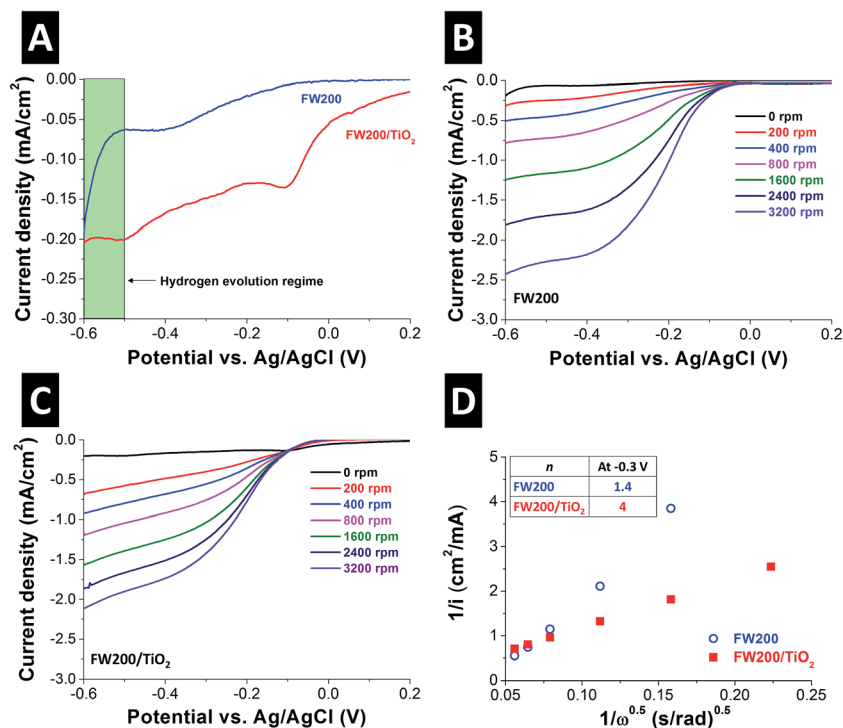 A
0.00
-0.05
-0.10
-0.15
-0.20
-0.25
-0.30
Current density (mA/cm²)
FW200
FW200/TiO₂
Hydrogen evolution regime
-0.6
-0.4
-0.2
0.0
0.2
Potential vs. Ag/AgCl (V)
B
0.0
-0.5
-1.0
-1.5
-2.0
-2.5
-3.0
Current density (mA/cm²)
0 rpm
200 rpm
400 rpm
800 rpm
1600 rpm
2400 rpm
3200 rpm
FW200
-0.6
-0.4
-0.2
0.0
0.2
Potential vs. Ag/AgCl (V)
C
0.0
-0.5
-1.0
-1.5
-2.0
-2.5
-3.0
Current density (mA/cm²)
0 rpm
200 rpm
400 rpm
800 rpm
1600 rpm
2400 rpm
3200 rpm
FW200/TiO₂
-0.6
-0.4
-0.2
0.0
0.2
Potential vs. Ag/AgCl (V)
D
5
4
3
2
1
0
1/i (cm²/mA)
n At -0.3 V
FW200 1.4
FW200/TiO₂ 4
FW200
FW200/TiO₂
0.05
0.10
0.15
0.20
0.25
1/ω⁰·⁵ (s/rad)⁰·⁵